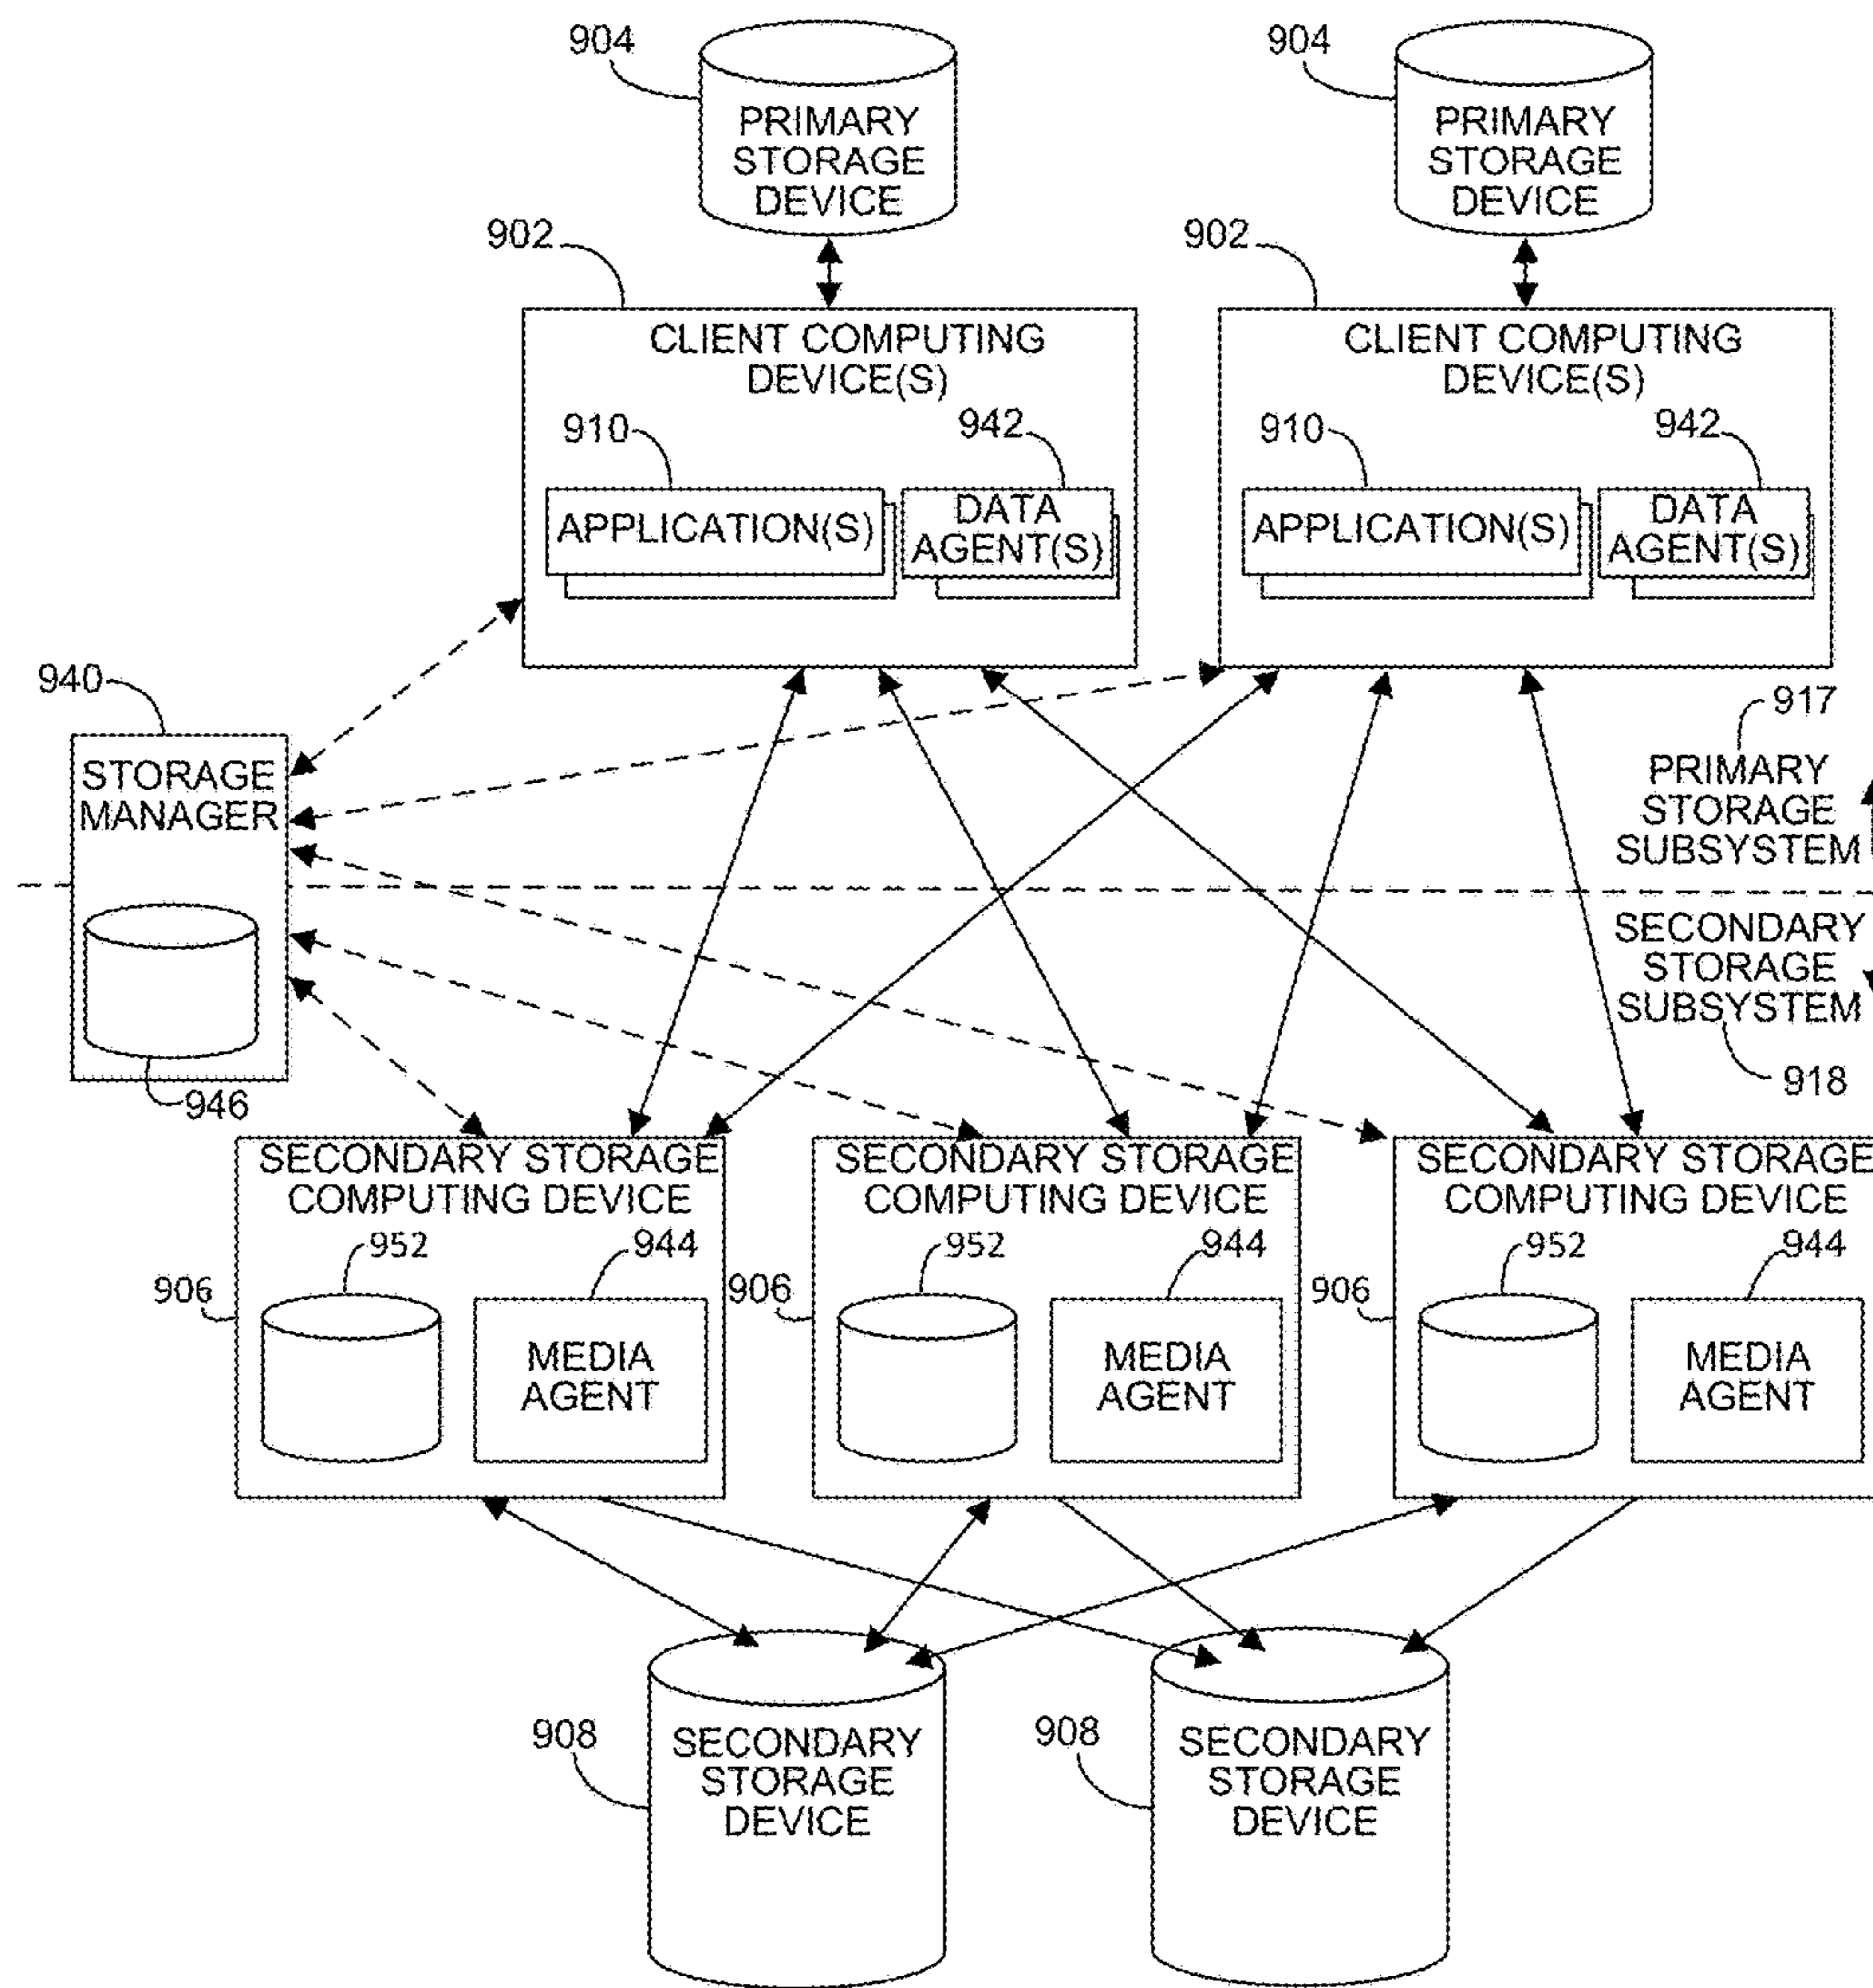 904
904
PRIMARY
STORAGE
DEVICE
PRIMARY
STORAGE
DEVICE
902
902
CLIENT COMPUTING
DEVICE(S)
CLIENT COMPUTING
DEVICE(S)
910
942
910
942
APPLICATION(S)
DATA
AGENT(S)
APPLICATION(S)
DATA
AGENT(S)
940
917
STORAGE
MANAGER
PRIMARY
STORAGE
SUBSYSTEM
SECONDARY
STORAGE
SUBSYSTEM
918
946
SECONDARY STORAGE
COMPUTING DEVICE
SECONDARY STORAGE
COMPUTING DEVICE
SECONDARY STORAGE
COMPUTING DEVICE
952
944
952
944
952
944
906
906
906
MEDIA
AGENT
MEDIA
AGENT
MEDIA
AGENT
908
908
SECONDARY
STORAGE
DEVICE
SECONDARY
STORAGE
DEVICE